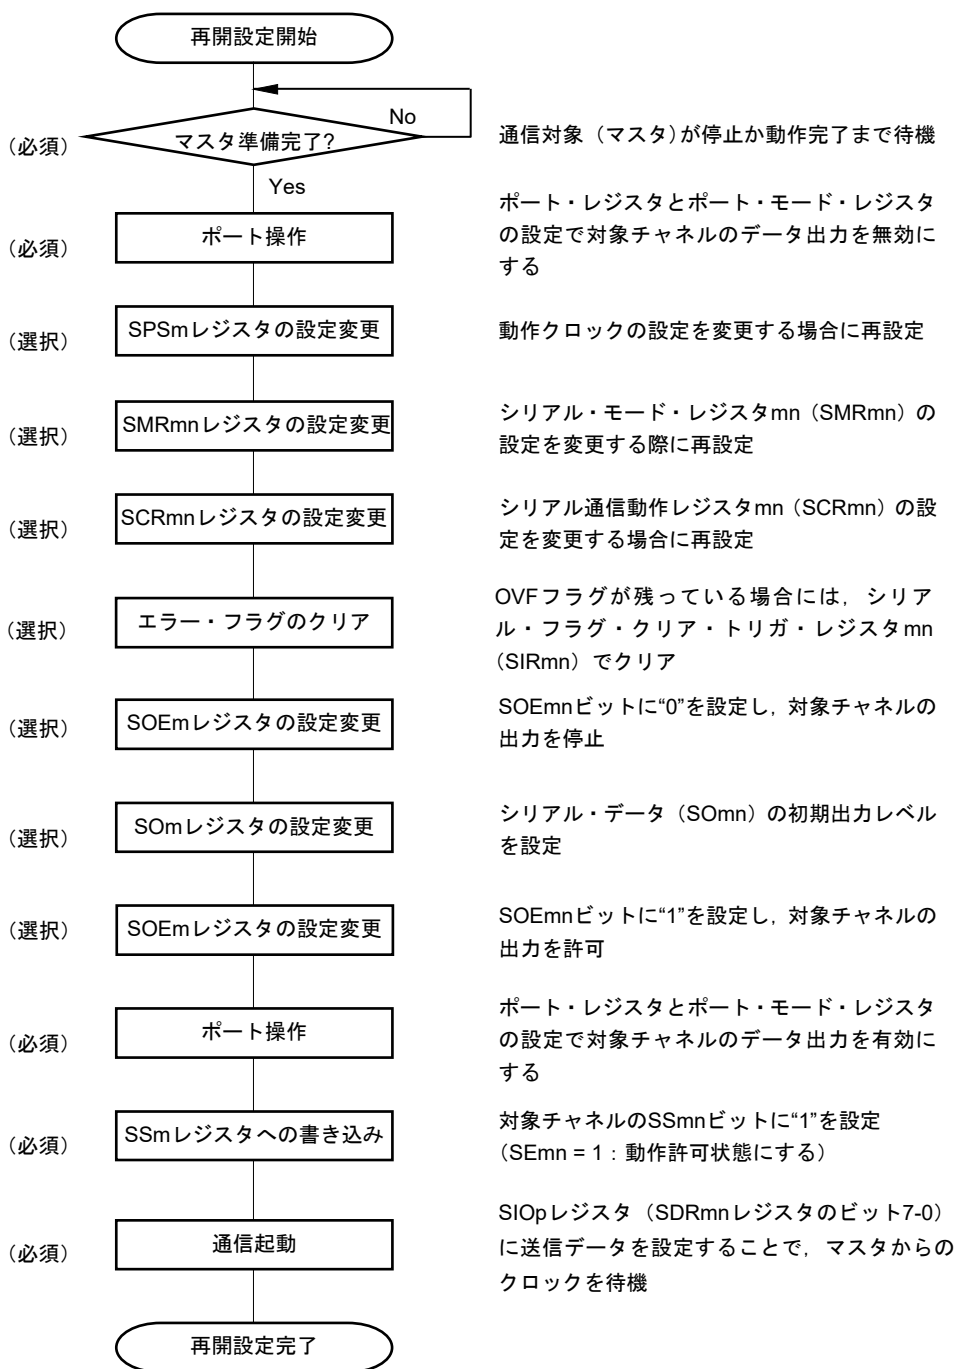 再開設定開始
No
(必須)
マスタ準備完了?
通信対象（マスタ）が停止か動作完了まで待機
Yes
(必須)
ポート操作
ポート・レジスタとポート・モード・レジスタ
の設定で対象チャネルのデータ出力を無効に
する
(選択)
SPSmレジスタの設定変更
動作クロックの設定を変更する場合に再設定
(選択)
SMRmnレジスタの設定変更
シリアル・モード・レジスタmn（SMRmn）の
設定を変更する際に再設定
(選択)
SCRmnレジスタの設定変更
シリアル通信動作レジスタmn（SCRmn）の設
定を変更する場合に再設定
(選択)
エラー・フラグのクリア
OVFフラグが残っている場合には，シリア
ル・フラグ・クリア・トリガ・レジスタmn
（SIRmn）でクリア
(選択)
SOEmレジスタの設定変更
SOEmnビットに“0”を設定し，対象チャネルの
出力を停止
(選択)
SOmレジスタの設定変更
シリアル・データ（SOmn）の初期出力レベル
を設定
(選択)
SOEmレジスタの設定変更
SOEmnビットに“1”を設定し，対象チャネルの
出力を許可
(必須)
ポート操作
ポート・レジスタとポート・モード・レジスタ
の設定で対象チャネルのデータ出力を有効に
する
(必須)
SSmレジスタへの書き込み
対象チャネルのSSmnビットに“1”を設定
（SEmn = 1：動作許可状態にする）
(必須)
通信起動
SIOpレジスタ（SDRmnレジスタのビット7-0）
に送信データを設定することで，マスタからの
クロックを待機
再開設定完了